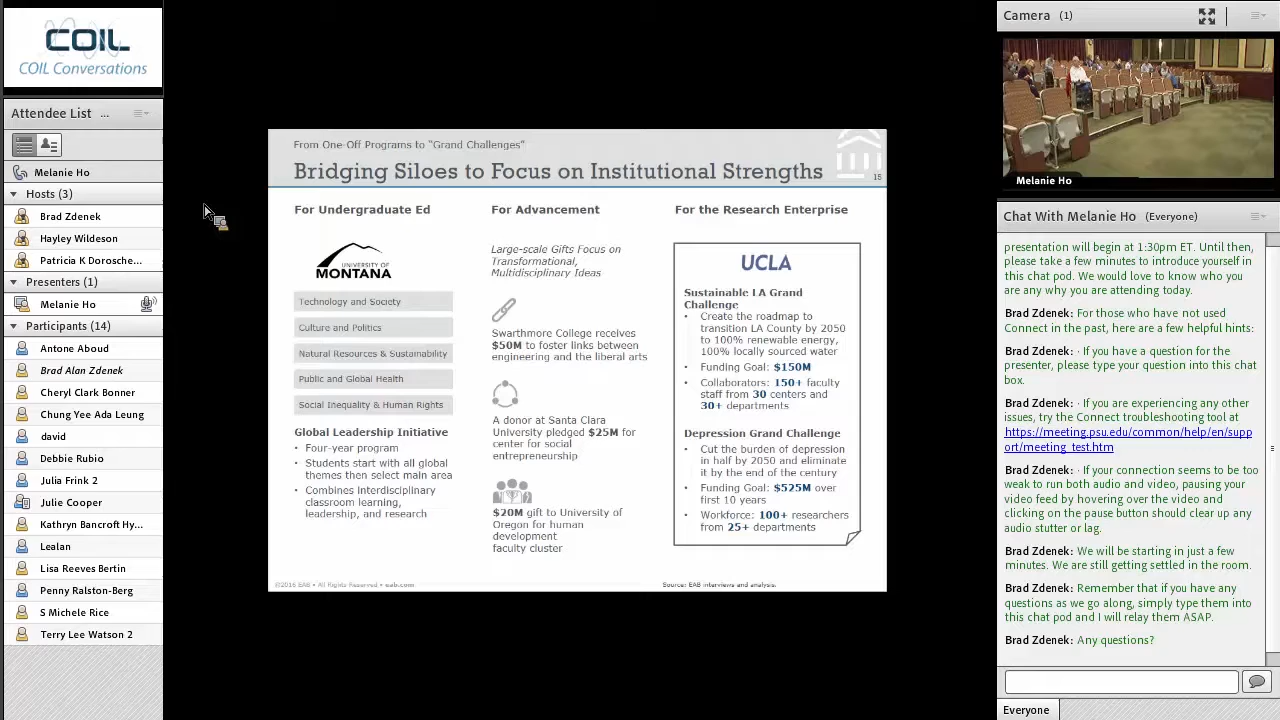 COIL
COIL Conversations
Attendee List ...
Melanie Ho
Hosts (3)
Brad Zdenek
Hayley Wildeson
Patricia K Dorosche...
Presenters (1)
Melanie Ho
Participants (14)
Antone Aboud
Brad Alan Zdenek
Cheryl Clark Bonner
Chung Yee Ada Leung
david
Debbie Rubio
Julia Frink 2
Julie Cooper
Kathryn Bancroft Hy...
Lealan
Lisa Reeves Bertin
Penny Ralston-Berg
S Michele Rice
Terry Lee Watson 2
From One-Off Programs to "Grand Challenges"
Bridging Siloes to Focus on Institutional Strengths
15
For Undergraduate Ed
UNIVERSITY OF
MONTANA
Technology and Society
Culture and Politics
Natural Resources & Sustainability
Public and Global Health
Social Inequality & Human Rights
Global Leadership Initiative
• Four-year program
• Students start with all global
themes then select main area
• Combines interdisciplinary
classroom learning,
leadership, and research
For Advancement
Large-scale Gifts Focus on
Transformational,
Multidisciplinary Ideas
Swarthmore College receives
$50M to foster links between
engineering and the liberal arts
A donor at Santa Clara
University pledged $25M for
center for social
entrepreneurship
$20M gift to University of
Oregon for human
development
faculty cluster
For the Research Enterprise
UCLA
Sustainable LA Grand
Challenge
• Create the roadmap to
transition LA County by 2050
to 100% renewable energy,
100% locally sourced water
• Funding Goal: $150M
• Collaborators: 150+ faculty
staff from 30 centers and
30+ departments
Depression Grand Challenge
• Cut the burden of depression
in half by 2050 and eliminate
it by the end of the century
• Funding Goal: $525M over
first 10 years
• Workforce: 100+ researchers
from 25+ departments
©2016 EAB • All Rights Reserved • eab.com
Source: EAB interviews and analysis.
Camera (1)
Melanie Ho
Chat With Melanie Ho (Everyone)
presentation will begin at 1:30pm ET. Until then,
please take a few minutes to introduce yourself in
this chat pod. We would love to know who you
are any why you are attending today.
Brad Zdenek: For those who have not used
Connect in the past, here are a few helpful hints:
Brad Zdenek: · If you have a question for the
presenter, please type your question into this chat
box.
Brad Zdenek: · If you are experiencing any other
issues, try the Connect troubleshooting tool at
https://meeting.psu.edu/common/help/en/supp
ort/meeting_test.htm
Brad Zdenek: · If your connection seems to be too
weak to run both audio and video, pausing your
video feed by hovering over the video and
clicking on the pause button should clear up any
audio stutter or lag.
Brad Zdenek: We will be starting in just a few
minutes. We are still getting settled in the room.
Brad Zdenek: Remember that if you have any
questions as we go along, simply type them into
this chat pod and I will relay them ASAP.
Brad Zdenek: Any questions?
Everyone